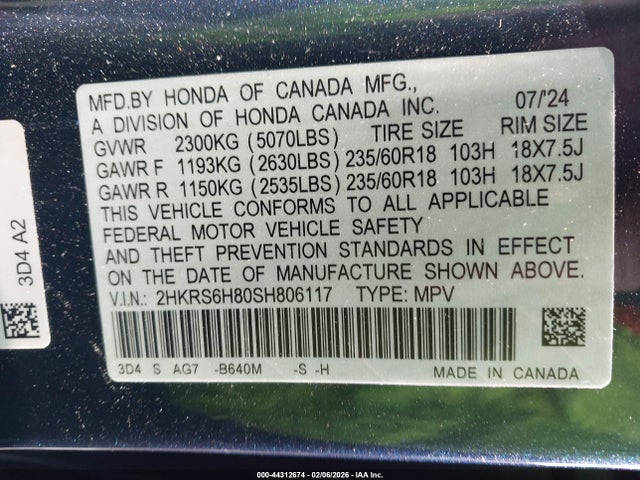 MFD.BY HONDA OF CANADA MFG.,
A DIVISION OF HONDA CANADA INC. 07/'24
GVWR 2300KG (5070LBS) TIRE SIZE RIM SIZE
GAWR F 1193KG (2630LBS) 235/60R18 103H 18X7.5J
GAWR R 1150KG (2535LBS) 235/60R18 103H 18X7.5J
THIS VEHICLE CONFORMS TO ALL APPLICABLE
FEDERAL MOTOR VEHICLE SAFETY
AND THEFT PREVENTION STANDARDS IN EFFECT
ON THE DATE OF MANUFACTURE SHOWN ABOVE.
V.I.N.: 2HKRS6H80SH806117 TYPE: MPV
3D4 S AG7 -B640M -S -H
MADE IN CANADA
3D4 A2
000-44312674 | 02/06/2026 - IAA Inc.